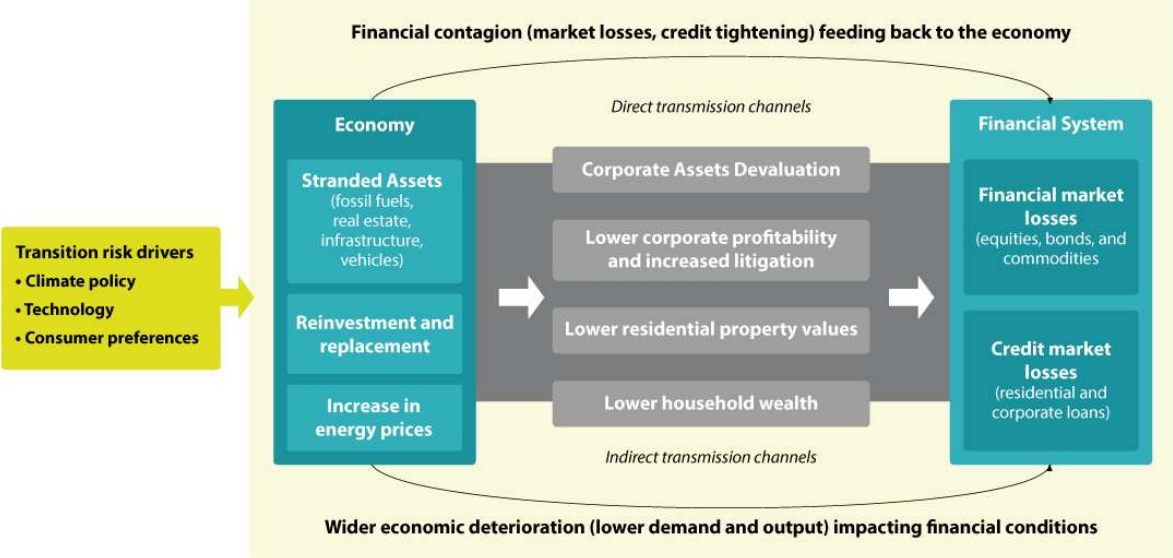 Financial contagion (market losses, credit tightening) feeding back to the economy
Direct transmission channels
Transition risk drivers
• Climate policy
• Technology
• Consumer preferences
Economy
Stranded Assets
(fossil fuels,
real estate,
infrastructure,
vehicles)
Reinvestment and
replacement
Increase in
energy prices
Corporate Assets Devaluation
Lower corporate profitability
and increased litigation
Lower residential property values
Lower household wealth
Financial System
Financial market
losses
(equities, bonds, and
commodities
Credit market
losses
(residential and
corporate loans)
Indirect transmission channels
Wider economic deterioration (lower demand and output) impacting financial conditions